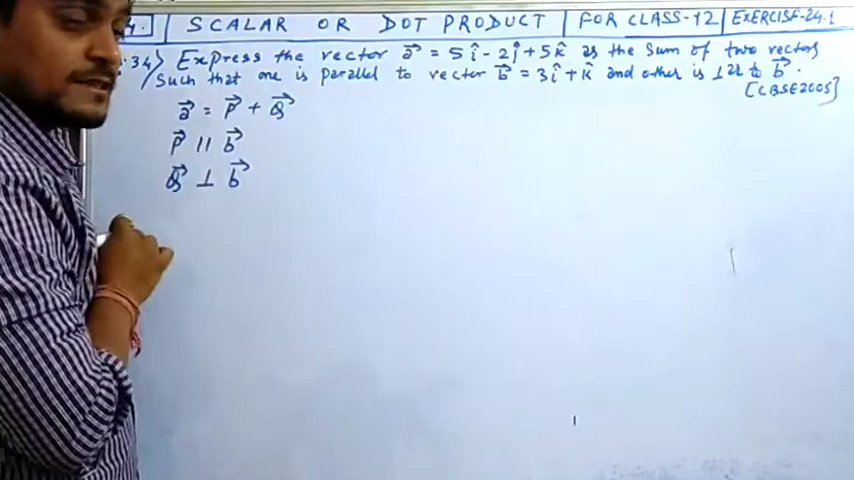 4. | SCALAR OR DOT PRODUCT | FOR CLASS-12 | EXERCISE-24.1
34) Express the vector a⃗ = 5î - 2ĵ + 5k̂ as the sum of two vectors
Such that one is parallel to vector b⃗ = 3î + k̂ and other is ⊥ar to b⃗.
[CBSE2005]
a⃗ = P⃗ + Q⃗
P⃗ || b⃗
Q⃗ ⊥ b⃗